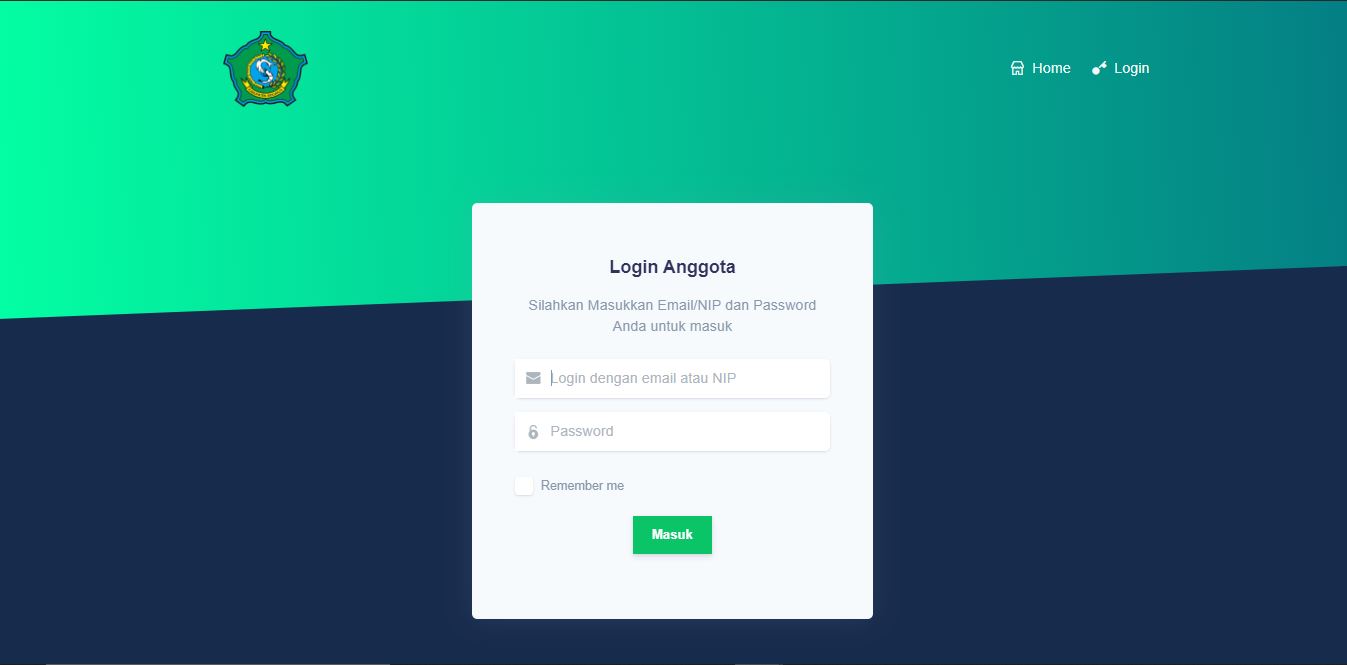 Home
Login
Login Anggota
Silahkan Masukkan Email/NIP dan Password
Anda untuk masuk
Login dengan email atau NIP
Password
Remember me
Masuk